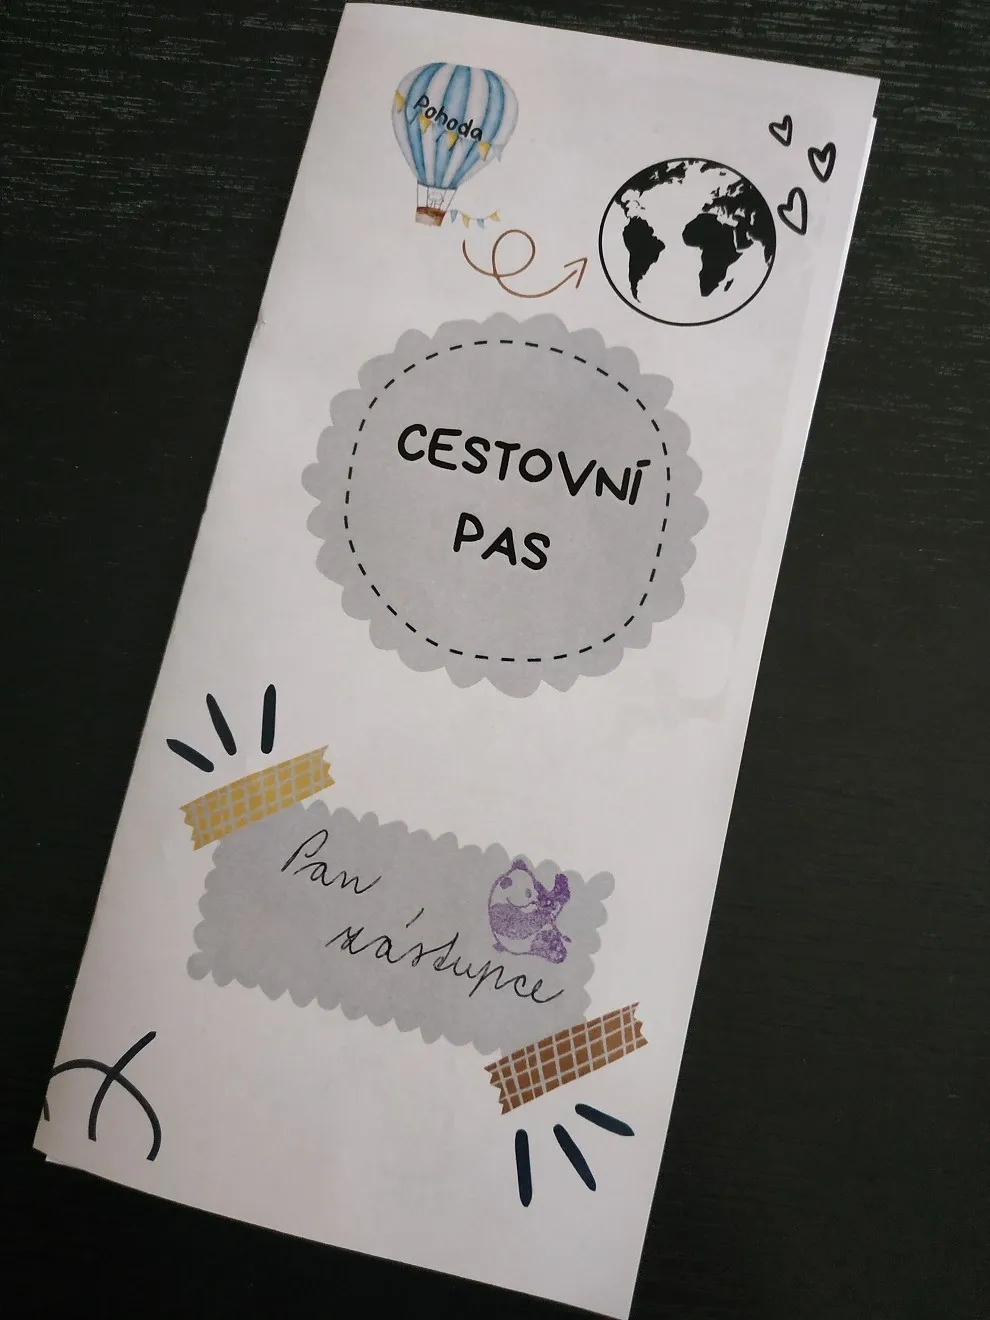 Pohoda
CESTOVNÍ
PAS
Pan
zástupce